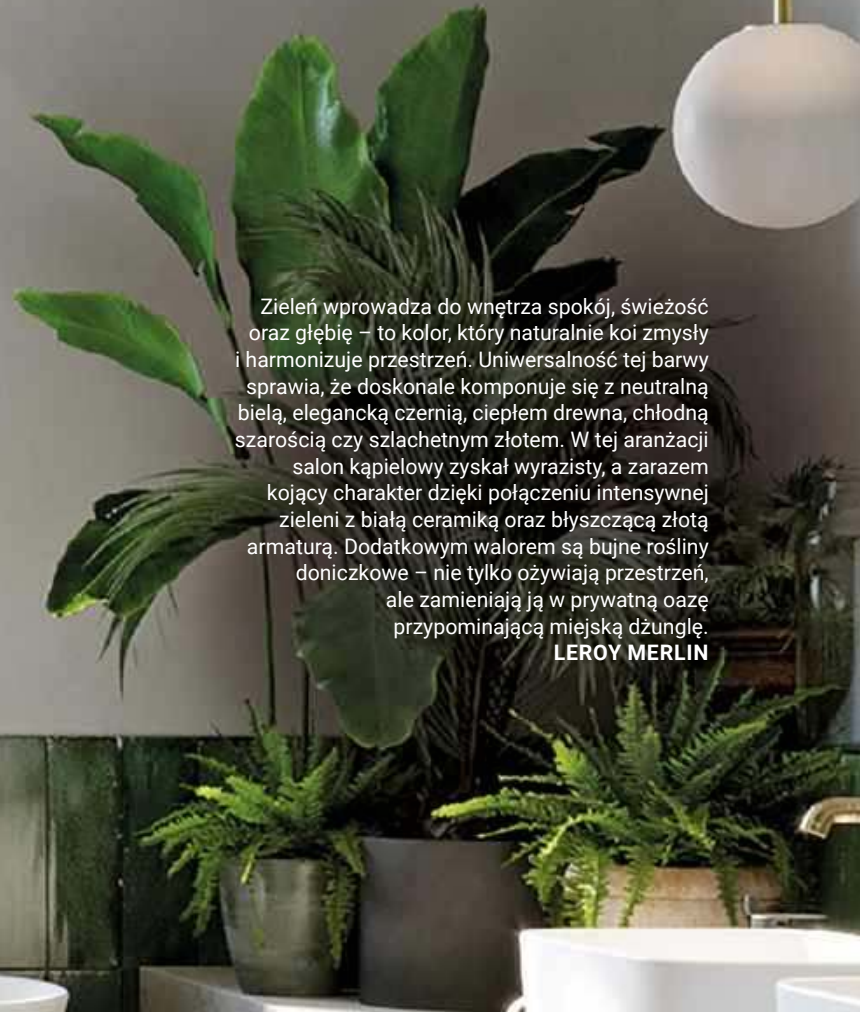 Zieleń wprowadza do wnętrza spokój, świeżość
oraz głębię – to kolor, który naturalnie koi zmysły
i harmonizuje przestrzeń. Uniwersalność tej barwy
sprawia, że doskonale komponuje się z neutralną
bielą, elegancką czernią, ciepłem drewna, chłodną
szarością czy szlachetnym złotem. W tej aranżacji
salon kąpielowy zyskał wyrazisty, a zarazem
kojący charakter dzięki połączeniu intensywnej
zieleni z białą ceramiką oraz błyszczącą złotą
armaturą. Dodatkowym walorem są bujne rośliny
doniczkowe – nie tylko ożywiają przestrzeń,
ale zamieniają ją w prywatną oazę
przypominającą miejską dżunglę.
LEROY MERLIN